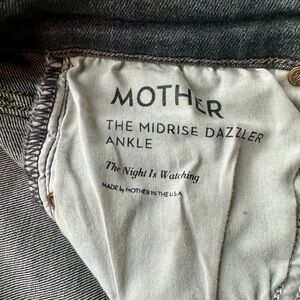 MOTHER
THE MIDRISE DAZZLER
ANKLE
The Night Is Watching
MADE by MOTHER IN THE U.S.A.